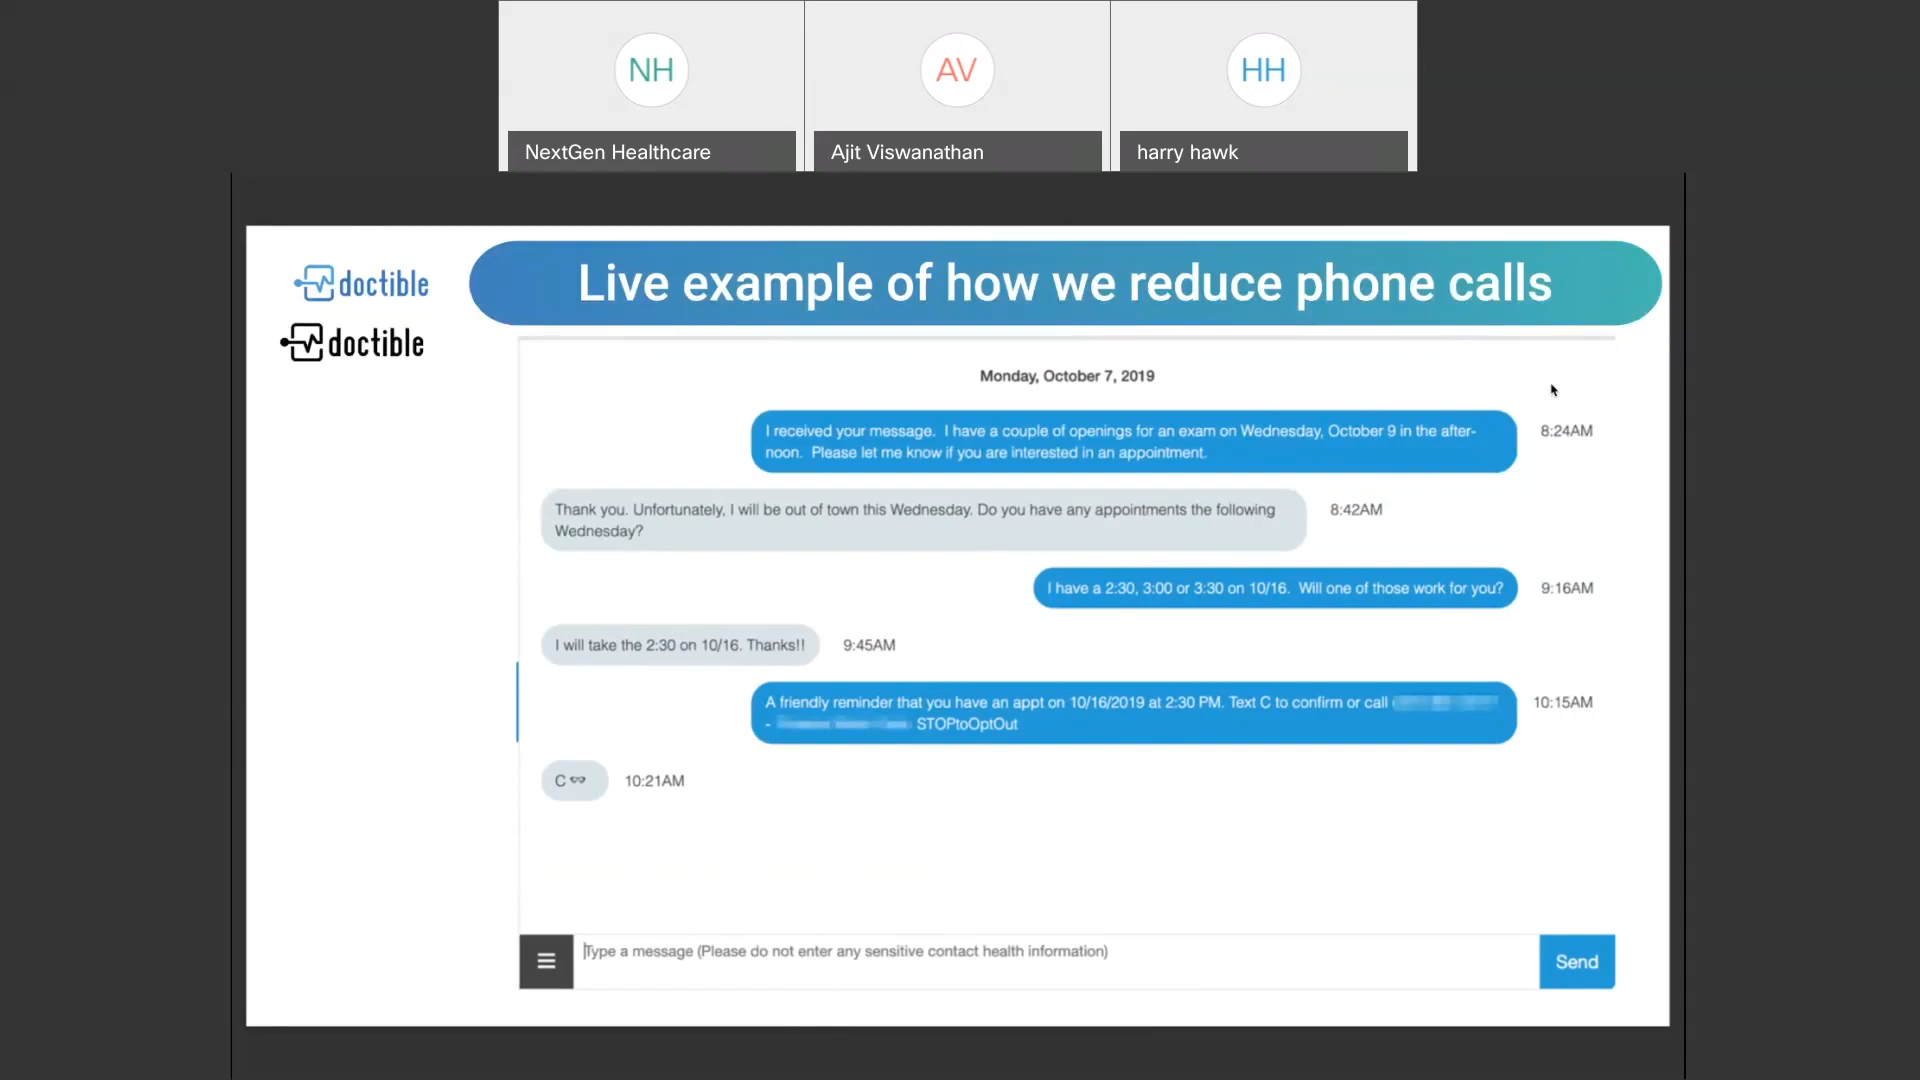 NH
AV
HH
NextGen Healthcare
Ajit Viswanathan
harry hawk
doctible
Live example of how we reduce phone calls
doctible
Monday, October 7, 2019
I received your message. I have a couple of openings for an exam on Wednesday, October 9 in the after-
noon. Please let me know if you are interested in an appointment.
8:24AM
Thank you. Unfortunately, I will be out of town this Wednesday. Do you have any appointments the following
Wednesday?
8:42AM
I have a 2:30, 3:00 or 3:30 on 10/16. Will one of those work for you?
9:16AM
I will take the 2:30 on 10/16. Thanks!!
9:45AM
A friendly reminder that you have an appt on 10/16/2019 at 2:30 PM. Text C to confirm or call
- STOPtoOptOut
10:15AM
C 👓
10:21AM
Type a message (Please do not enter any sensitive contact health information)
Send